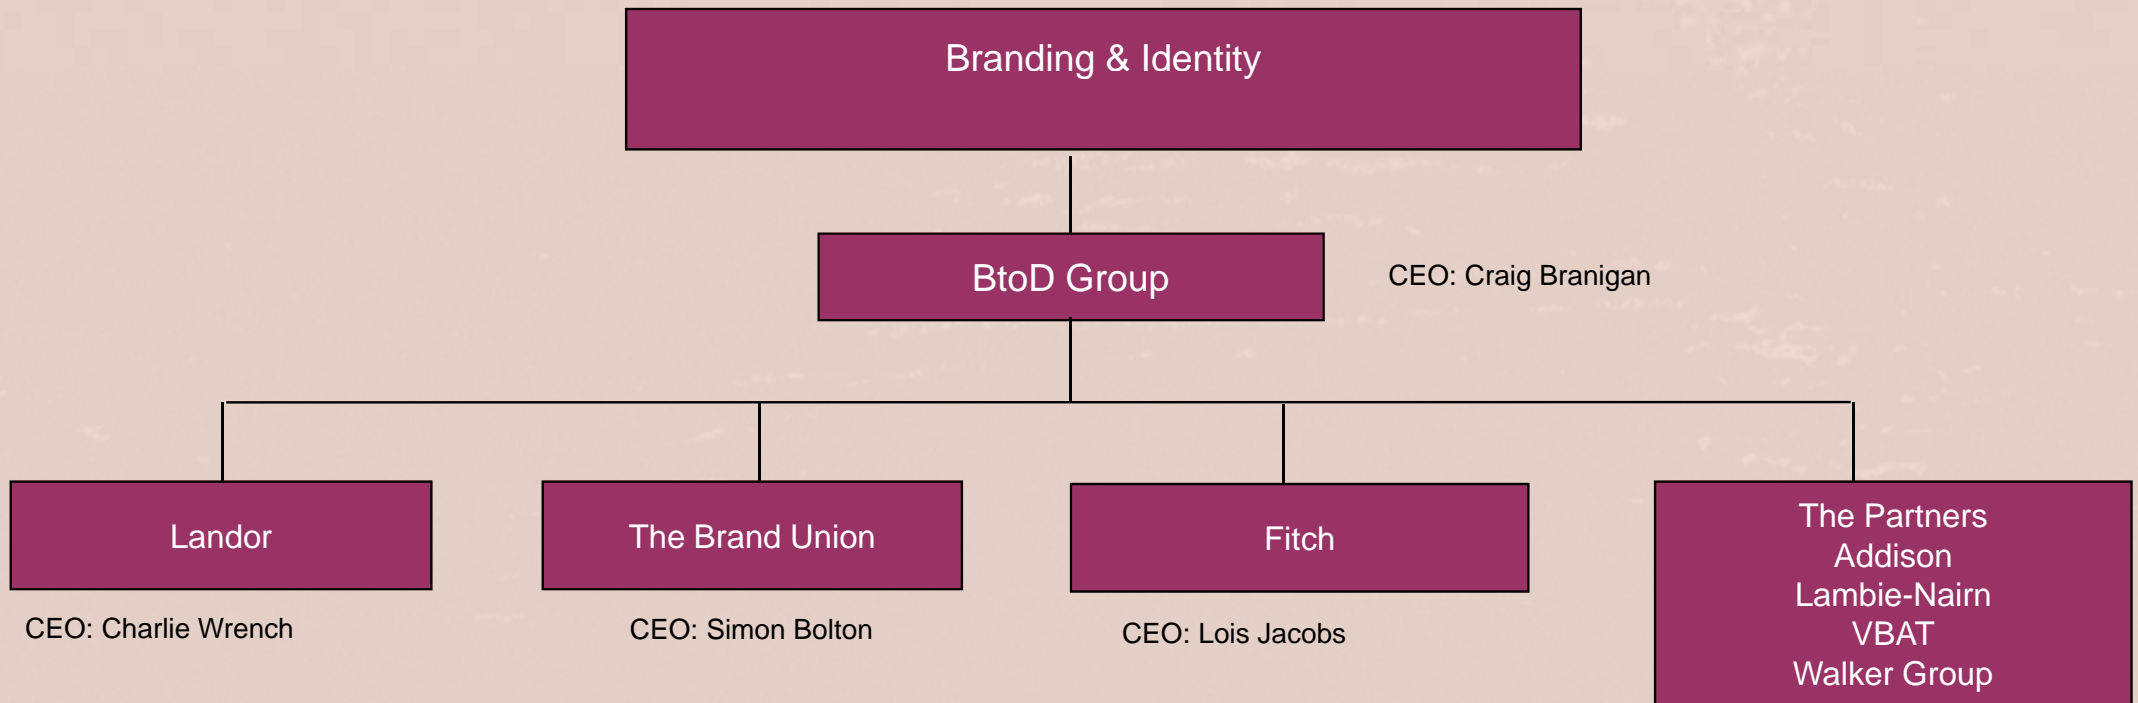 Branding & Identity
BtoD Group
CEO: Craig Branigan
Landor
The Brand Union
Fitch
The Partners
Addison
Lambie-Nairn
VBAT
Walker Group
CEO: Charlie Wrench
CEO: Simon Bolton
CEO: Lois Jacobs